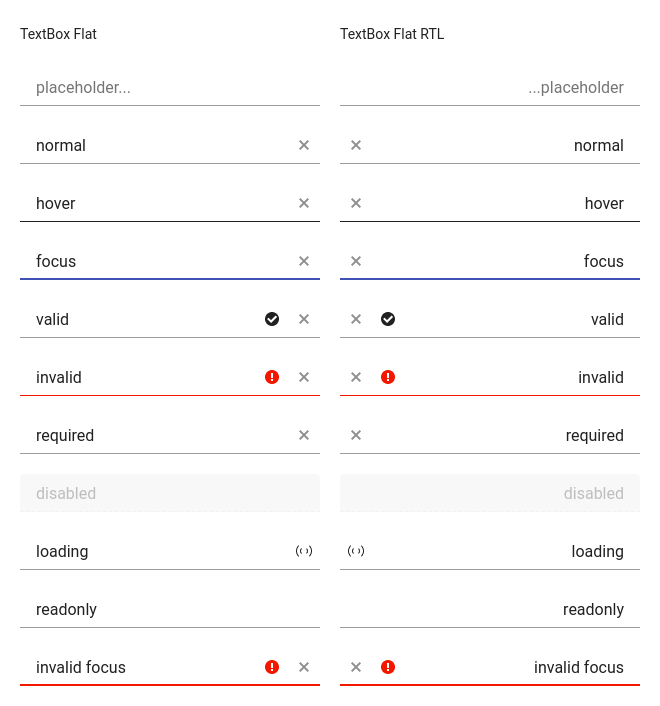 TextBox Flat
TextBox Flat RTL
placeholder...
...placeholder
normal
normal
hover
hover
focus
focus
valid
valid
invalid
invalid
required
required
disabled
disabled
loading
loading
readonly
readonly
invalid focus
invalid focus